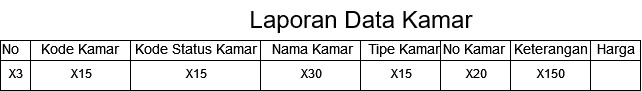 Laporan Data Kamar
No Kode Kamar Kode Status Kamar Nama Kamar Tipe Kamar No Kamar Keterangan Harga
X3 X15 X15 X30 X15 X20 X150